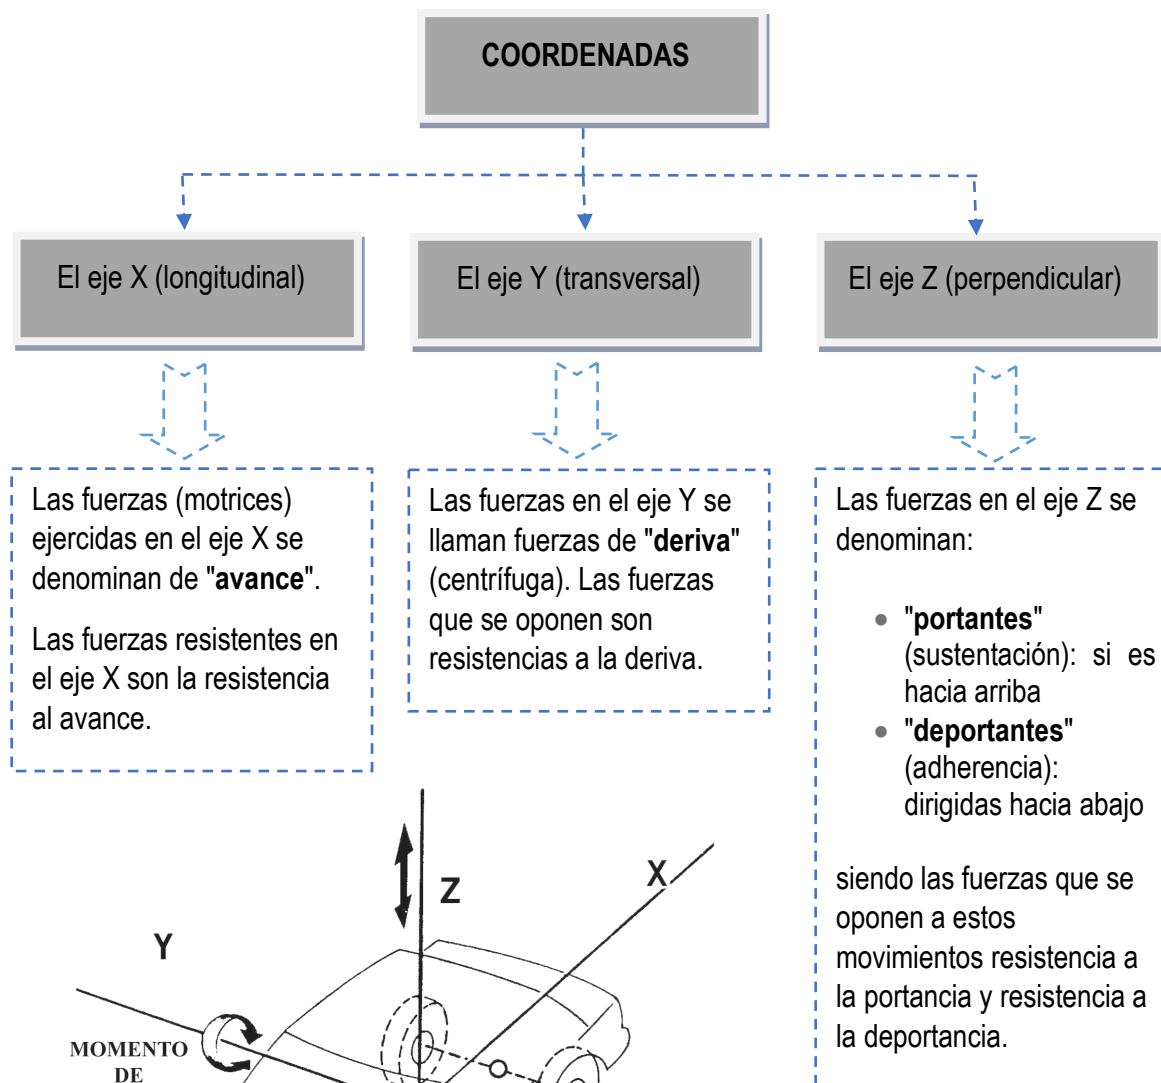 COORDENADAS
El eje X (longitudinal)
El eje Y (transversal)
El eje Z (perpendicular)
Las fuerzas (motrices)
ejercidas en el eje X se
denominan de "avance".
Las fuerzas resistentes en
el eje X son la resistencia
al avance.
Las fuerzas en el eje Y se
llaman fuerzas de "deriva"
(centrífuga). Las fuerzas
que se oponen son
resistencias a la deriva.
Las fuerzas en el eje Z se
denominan:
• "portantes"
(sustentación): si es
hacia arriba
• "deportantes"
(adherencia):
dirigidas hacia abajo
siendo las fuerzas que se
oponen a estos
movimientos resistencia a
la portancia y resistencia a
la deportancia.
Z
X
Y
MOMENTO
DE